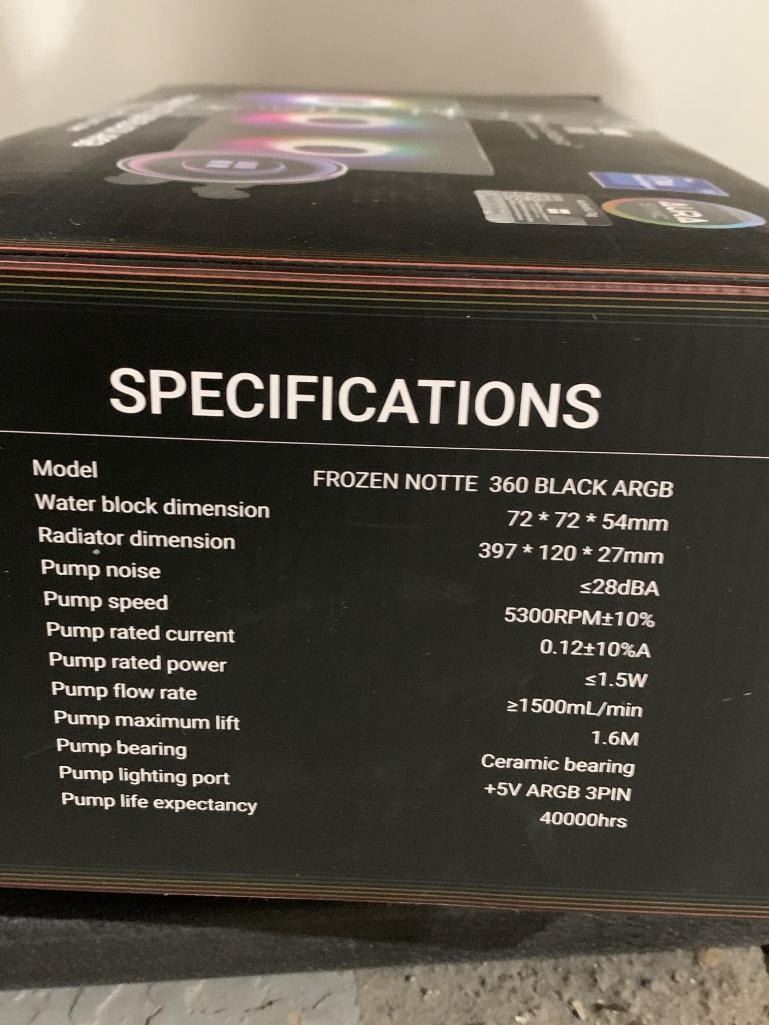 AURA
SYNC
SPECIFICATIONS
Model FROZEN NOTTE 360 BLACK ARGB
Water block dimension 72 * 72 * 54mm
Radiator dimension 397 * 120 * 27mm
Pump noise ≤28dBA
Pump speed 5300RPM±10%
Pump rated current 0.12±10%A
Pump rated power ≤1.5W
Pump flow rate ≥1500mL/min
Pump maximum lift 1.6M
Pump bearing Ceramic bearing
Pump lighting port +5V ARGB 3PIN
Pump life expectancy 40000hrs